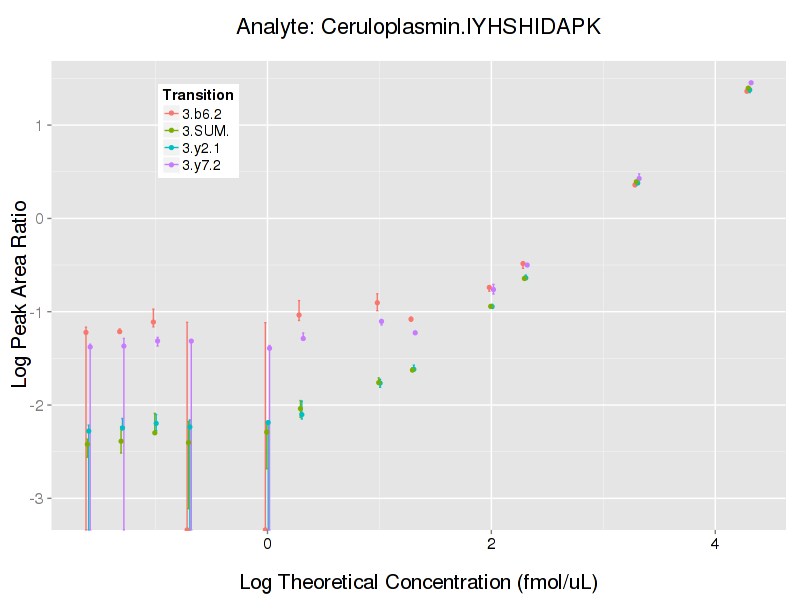 Analyte: Ceruloplasmin.IYHSHIDAPK
Transition
3.b6.2
3.SUM.
3.y2.1
3.y7.2
Log Peak Area Ratio
1
0
-1
-2
-3
0 2 4
Log Theoretical Concentration (fmol/uL)